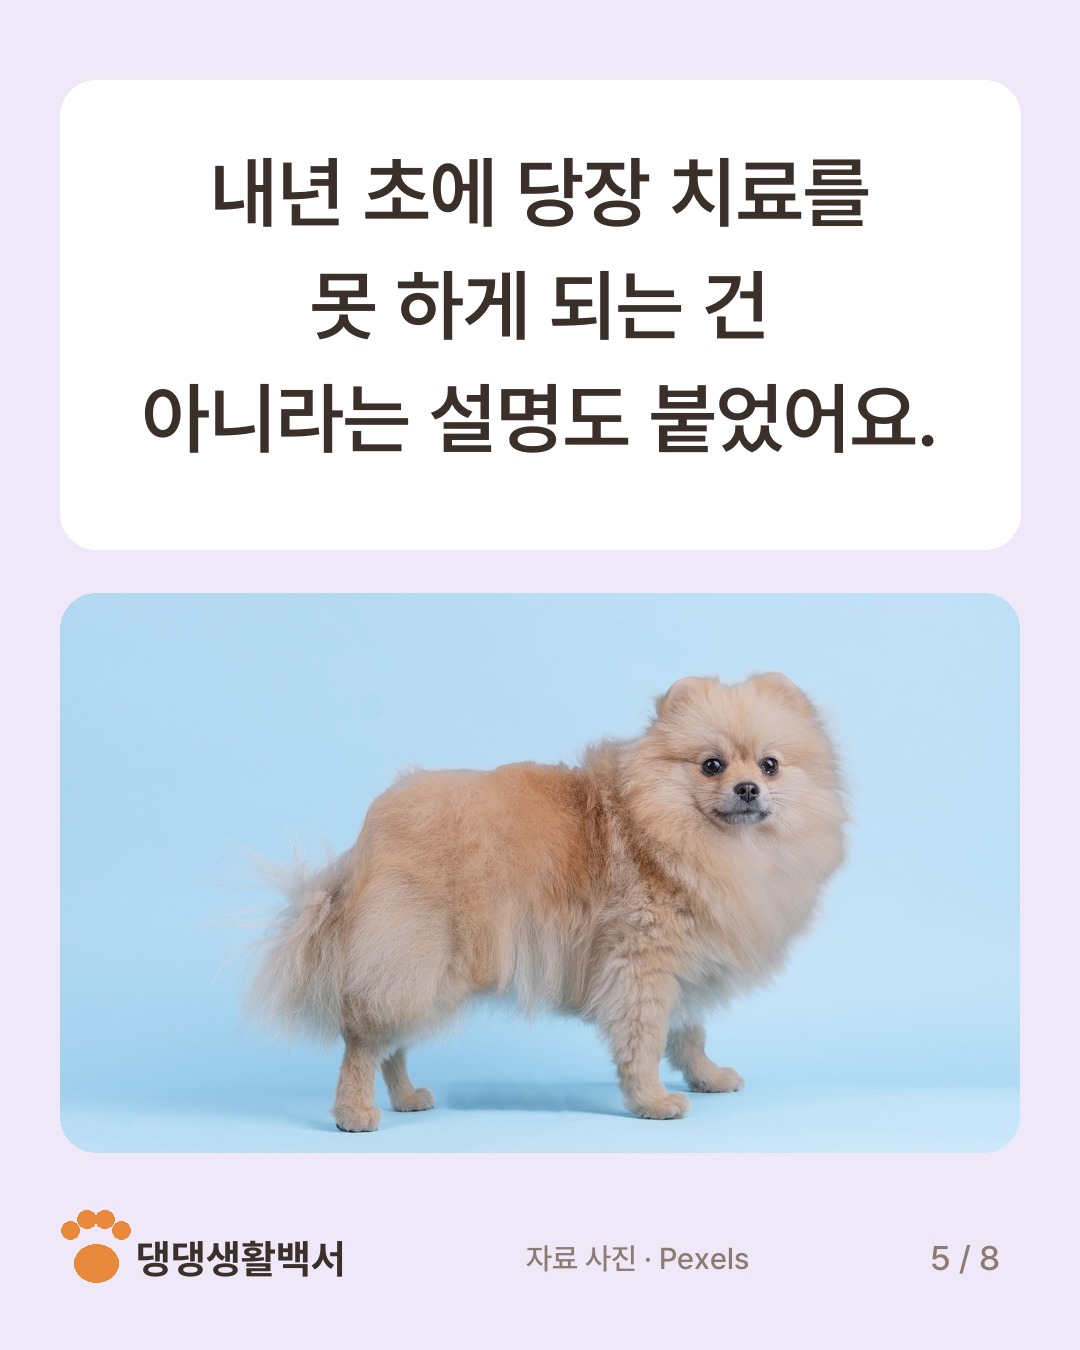 내년 초에 당장 치료를
못 하게 되는 건
아니라는 설명도 붙었어요.
댕댕생활백서
자료 사진 · Pexels
5 / 8